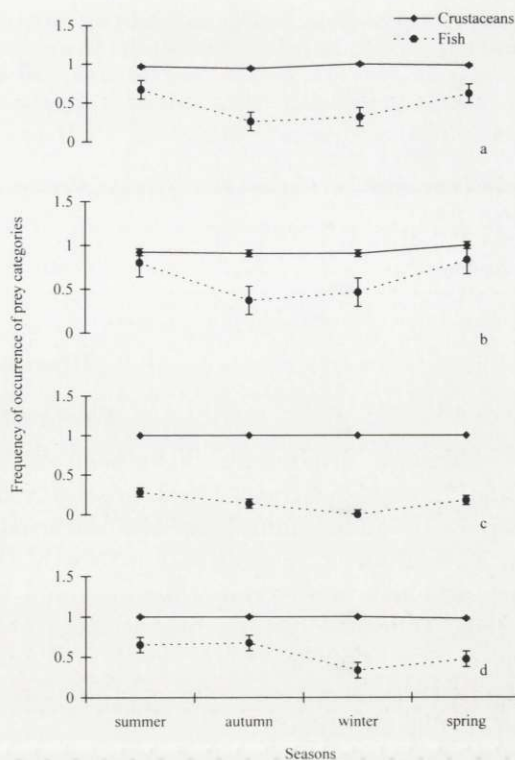 Crustaceans
Fish
1.5
1
0.5
0
a
1.5
1
0.5
0
b
1.5
1
0.5
0
c
1.5
1
0.5
0
d
Frequency of occurrence of prey categories
summer autumn winter spring
Seasons